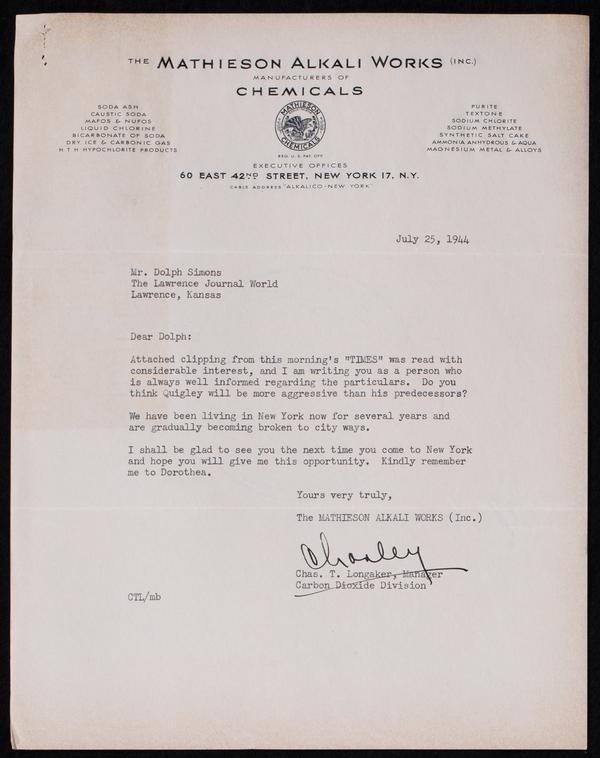 THE MATHIESON ALKALI WORKS (INC.)
MANUFACTURERS OF
CHEMICALS
SODA ASH
CAUSTIC SODA
MAFOS & NUFOS
LIQUID CHLORINE
BICARBONATE OF SODA
DRY ICE & CARBONIC GAS
H T H HYPOCHLORITE PRODUCTS
MATHIESON
CHEMICALS
REG. U. S. PAT. OFF.
PURITE
TEXTONE
SODIUM CHLORITE
SODIUM METHYLATE
SYNTHETIC SALT CAKE
AMMONIA, ANHYDROUS & AQUA
MAGNESIUM METAL & ALLOYS
EXECUTIVE OFFICES
60 EAST 42ND STREET, NEW YORK 17, N.Y.
CABLE ADDRESS "ALKALICO-NEW YORK"
July 25, 1944
Mr. Dolph Simons
The Lawrence Journal World
Lawrence, Kansas
Dear Dolph:
Attached clipping from this morning's "TIMES" was read with
considerable interest, and I am writing you as a person who
is always well informed regarding the particulars. Do you
think Quigley will be more aggressive than his predecessors?
We have been living in New York now for several years and
are gradually becoming broken to city ways.
I shall be glad to see you the next time you come to New York
and hope you will give me this opportunity. Kindly remember
me to Dorothea.
Yours very truly,
The MATHIESON ALKALI WORKS (Inc.)
Charley
Chas. T. Longaker, Manager
Carbon Dioxide Division
CTL/mb